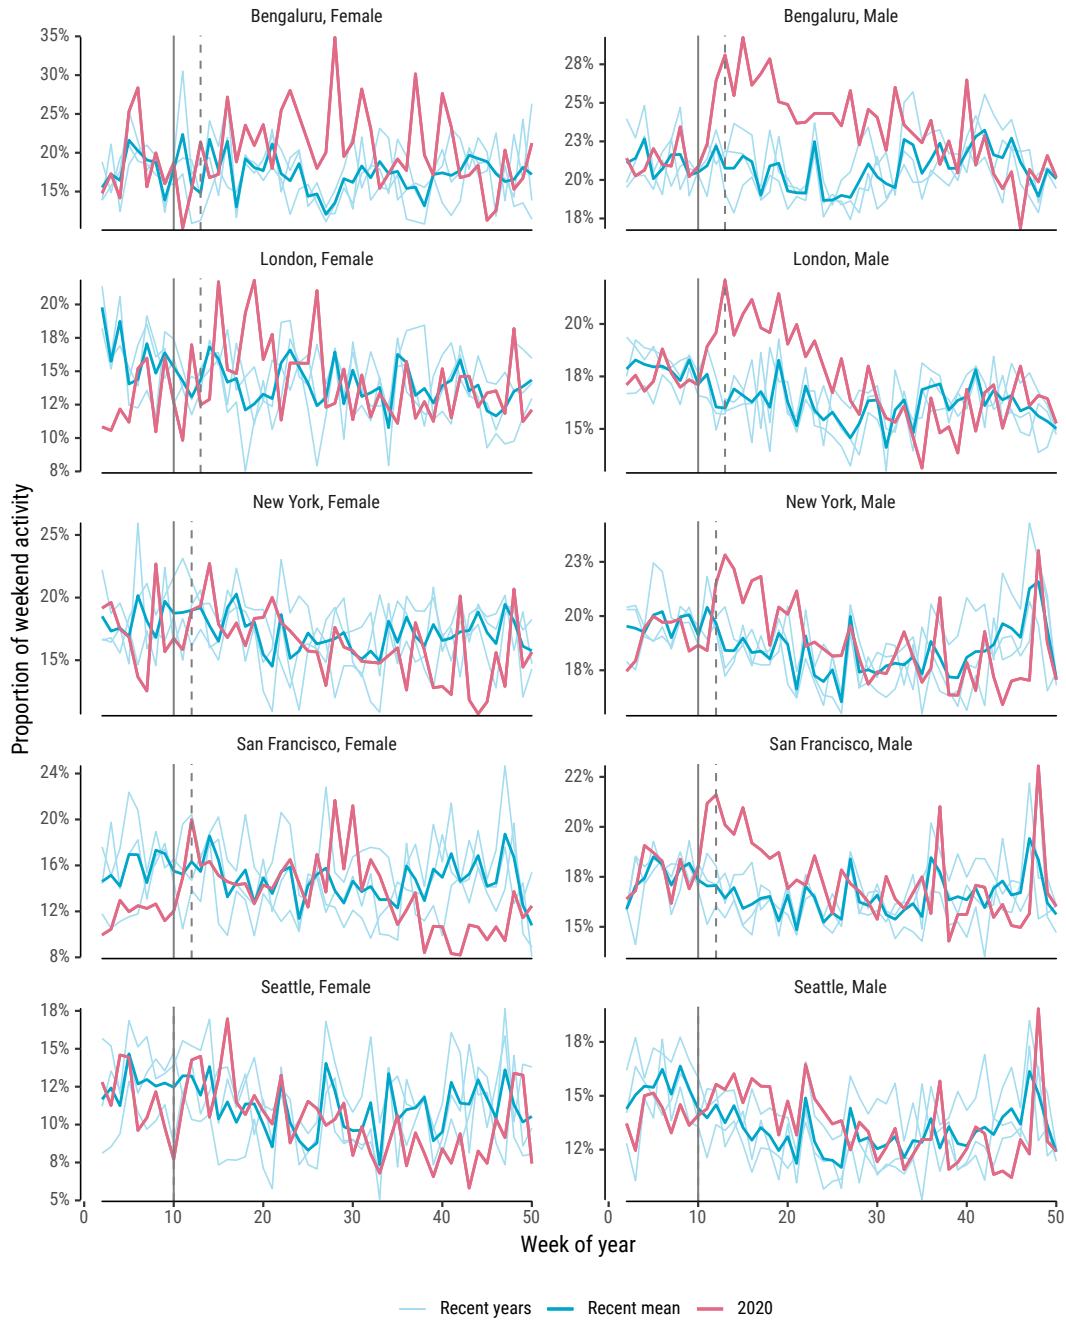 Bengaluru, Female
Bengaluru, Male
35%
30%
25%
20%
15%
28%
25%
23%
20%
18%
London, Female
London, Male
20%
18%
15%
12%
10%
8%
20%
18%
15%
New York, Female
New York, Male
25%
20%
15%
23%
20%
18%
Proportion of weekend activity
San Francisco, Female
San Francisco, Male
24%
20%
16%
12%
8%
22%
20%
18%
15%
Seattle, Female
Seattle, Male
18%
15%
12%
10%
8%
5%
18%
15%
12%
0 10 20 30 40 50
0 10 20 30 40 50
Week of year
Recent years Recent mean 2020